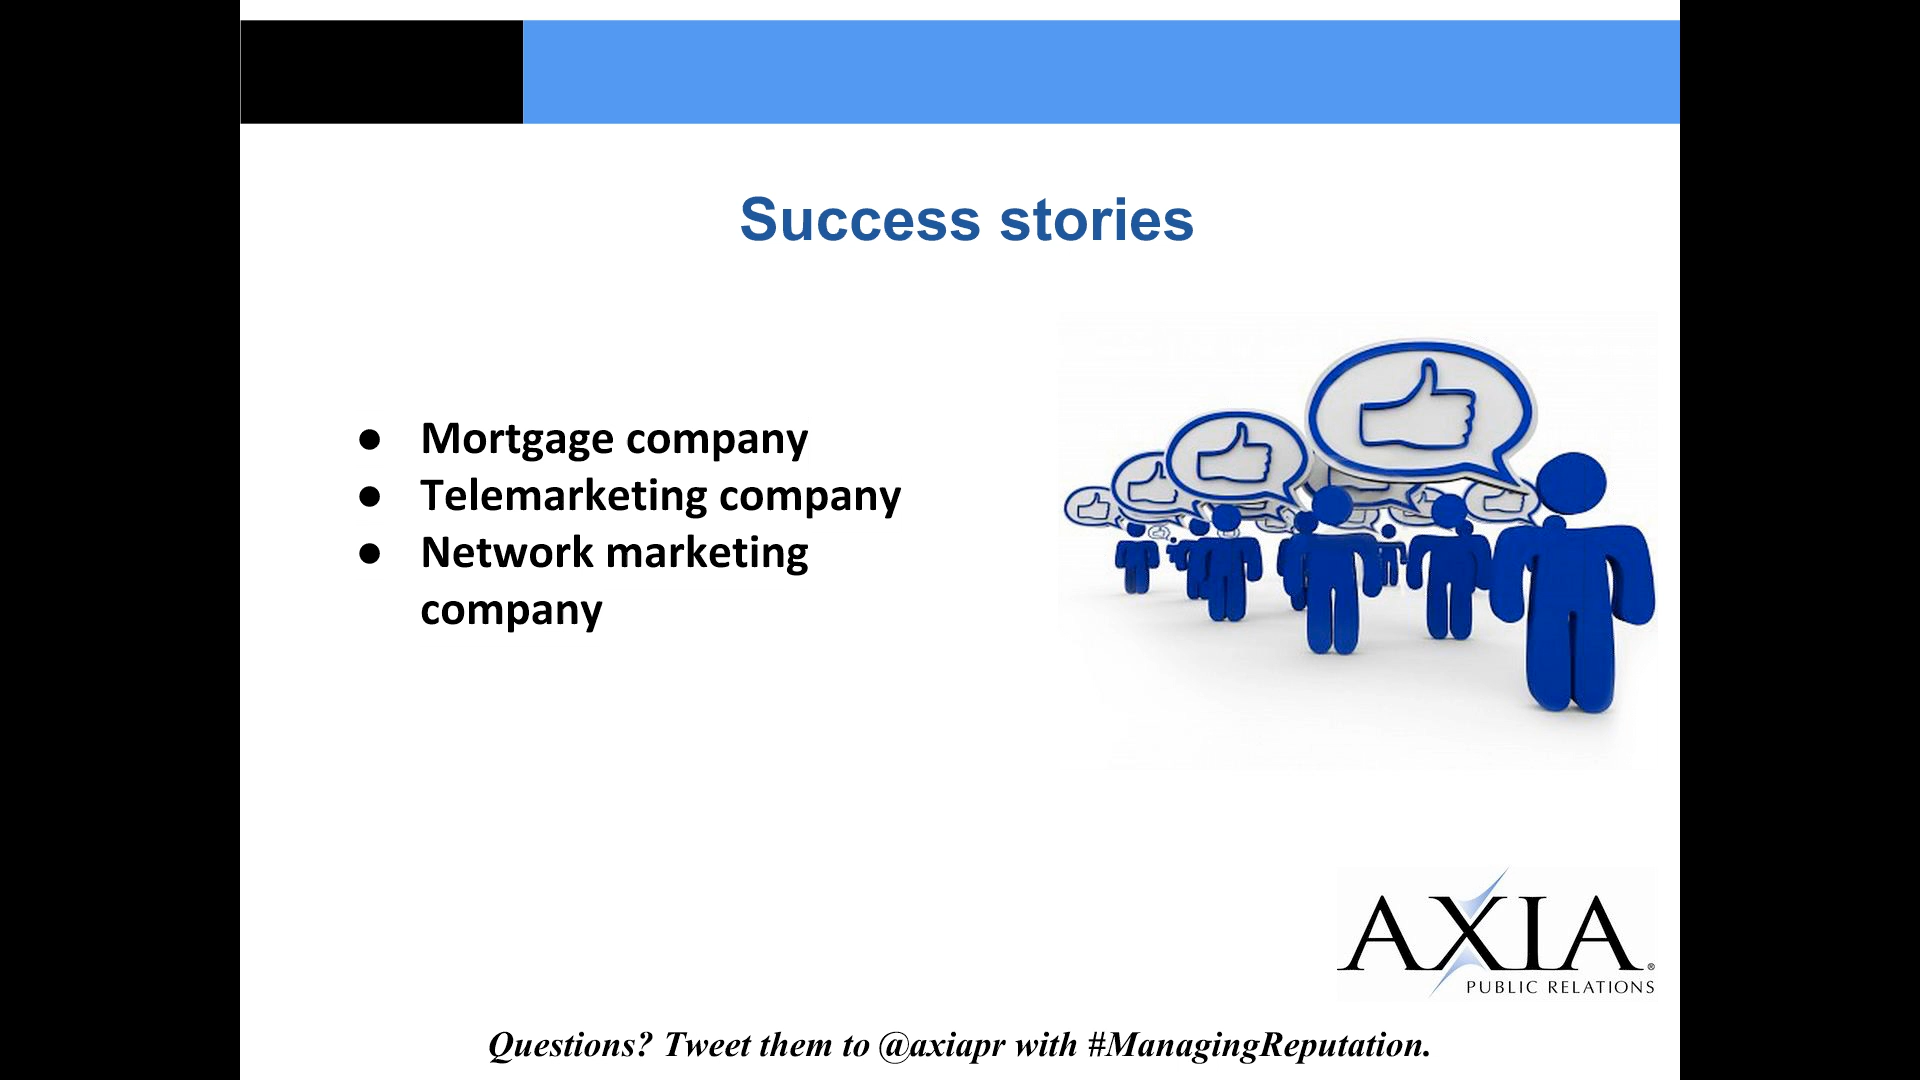 Success stories
● Mortgage company
● Telemarketing company
● Network marketing
company
AXIA®
PUBLIC RELATIONS
Questions? Tweet them to @axiapr with #ManagingReputation.